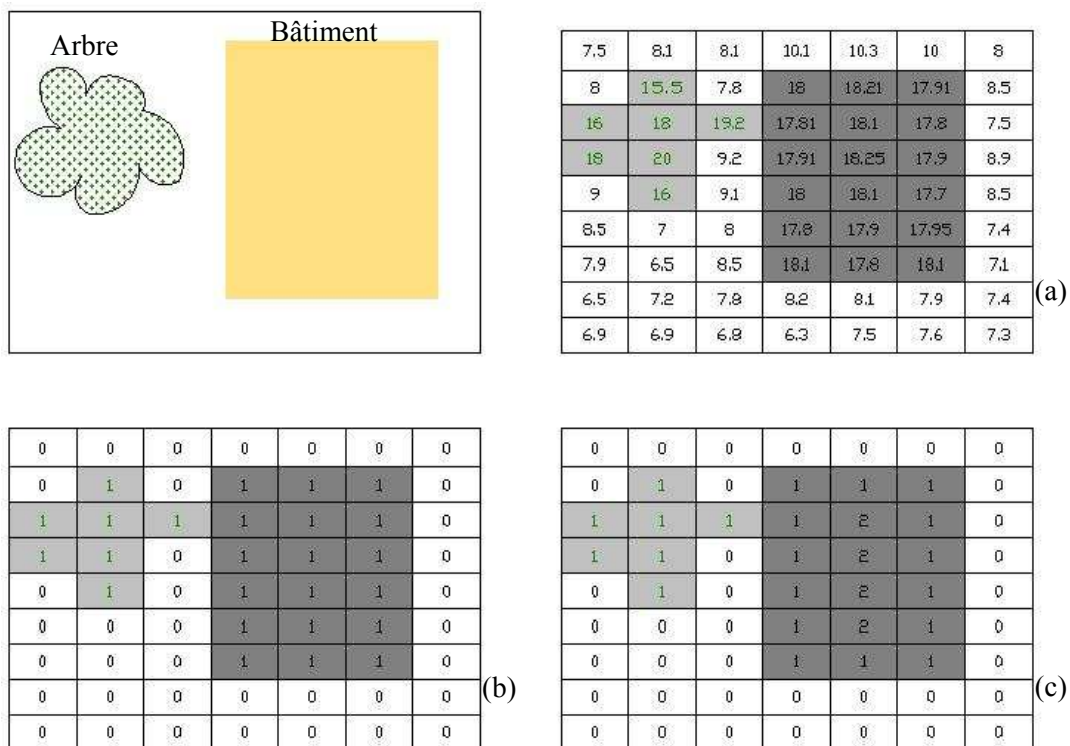 Arbre
Bâtiment
7.5 8.1 8.1 10.1 10.3 10 8
8 15.5 7.8 18 18.21 17.91 8.5
16 18 19.2 17.81 18.1 17.8 7.5
18 20 9.2 17.91 18.25 17.9 8.9
9 16 9.1 18 18.1 17.7 8.5
8.5 7 8 17.8 17.9 17.95 7.4
7.9 6.5 8.5 18.1 17.8 18.1 7.1
6.5 7.2 7.8 8.2 8.1 7.9 7.4
6.9 6.9 6.8 6.3 7.5 7.6 7.3
(a)
0 0 0 0 0 0 0
0 1 0 1 1 1 0
1 1 1 1 1 1 0
1 1 0 1 1 1 0
0 1 0 1 1 1 0
0 0 0 1 1 1 0
0 0 0 1 1 1 0
0 0 0 0 0 0 0
0 0 0 0 0 0 0
(b)
0 0 0 0 0 0 0
0 1 0 1 1 1 0
1 1 1 1 2 1 0
1 1 0 1 2 1 0
0 1 0 1 2 1 0
0 0 0 1 2 1 0
0 0 0 1 1 1 0
0 0 0 0 0 0 0
0 0 0 0 0 0 0
(c)